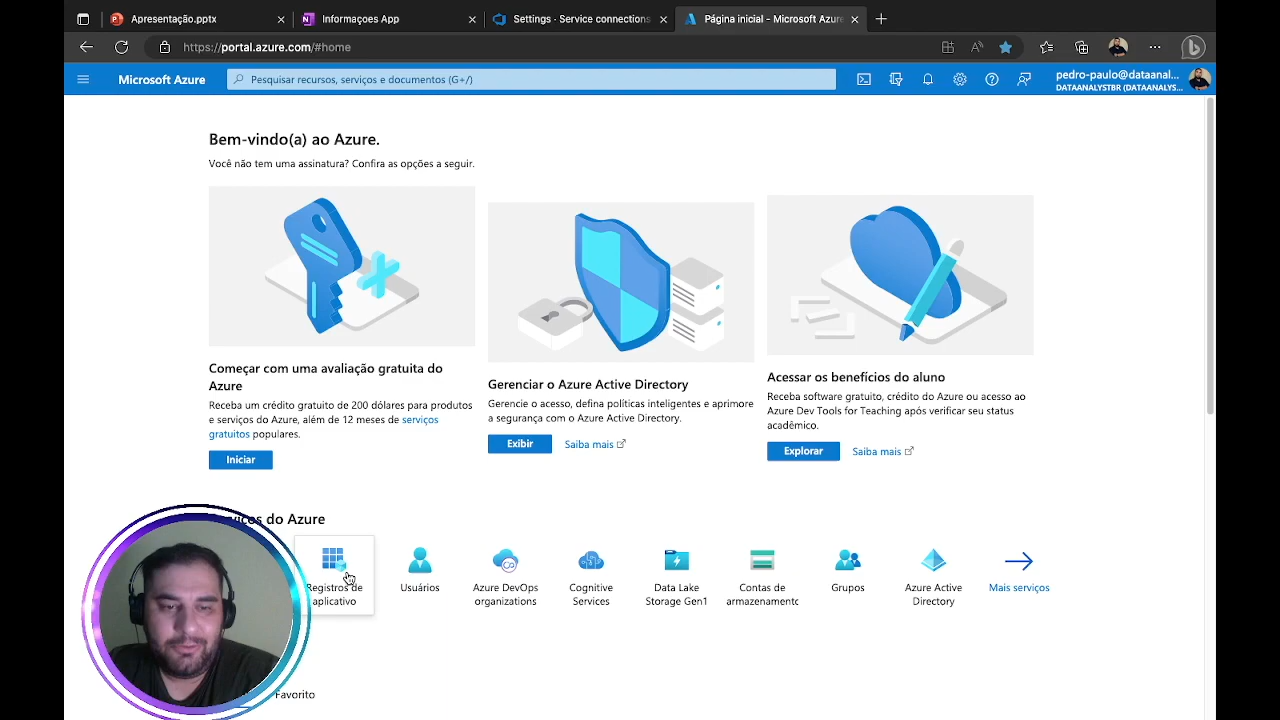 Apresentação.pptx
Informaçoes App
Settings · Service connections
Página inicial - Microsoft Azure
https://portal.azure.com/#home
Microsoft Azure
Pesquisar recursos, serviços e documentos (G+/)
pedro-paulo@dataanal...
DATAANALYSTBR (DATAANALYS...
Bem-vindo(a) ao Azure.
Você não tem uma assinatura? Confira as opções a seguir.
Começar com uma avaliação gratuita do
Azure
Receba um crédito gratuito de 200 dólares para produtos
e serviços do Azure, além de 12 meses de serviços
gratuitos populares.
Iniciar
Gerenciar o Azure Active Directory
Gerencie o acesso, defina políticas inteligentes e aprimore
a segurança com o Azure Active Directory.
Exibir
Saiba mais
Acessar os benefícios do aluno
Receba software gratuito, crédito do Azure ou acesso ao
Azure Dev Tools for Teaching após verificar seu status
acadêmico.
Explorar
Saiba mais
do Azure
Registros de
aplicativo
Usuários
Azure DevOps
organizations
Cognitive
Services
Data Lake
Storage Gen1
Contas de
armazenamento
Grupos
Azure Active
Directory
Mais serviços
Favorito